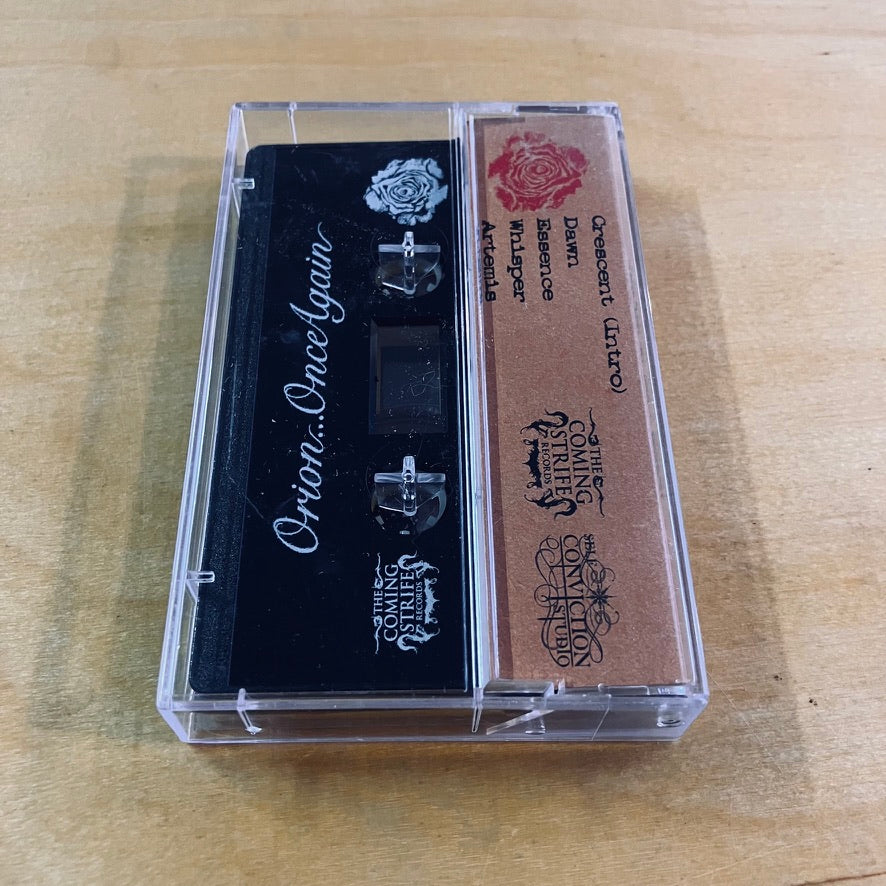 Orion...Once Again
THE
COMING
STRIFE
RECORDS
Crescent (Intro)
Dawn
Essence
Whisper
Artemis
THE
COMING
STRIFE
RECORDS
CONVICTION
STUDIO